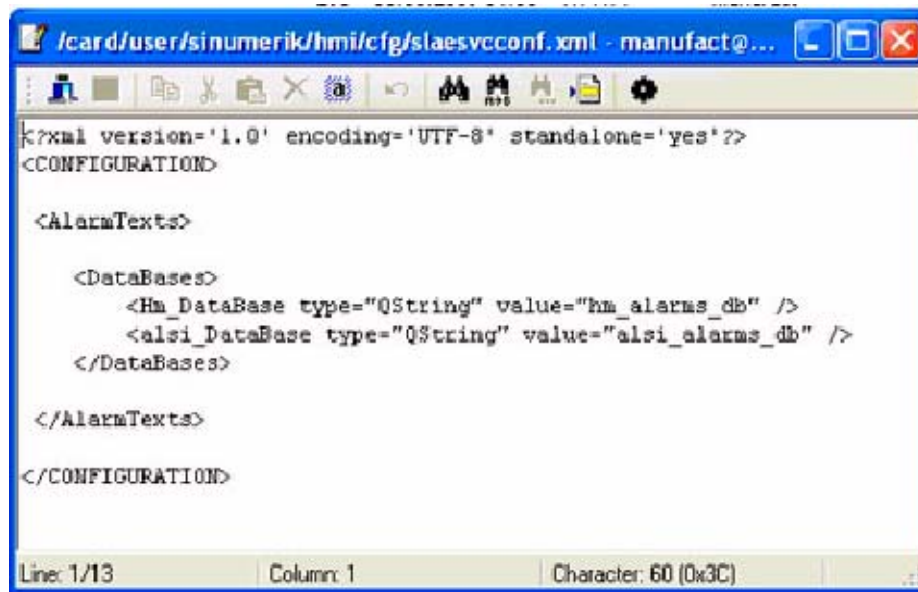 /card/user/sinumerik/hmi/cfg/slaesvcconf.xml - manufact@...
<?xml version='1.0' encoding='UTF-8' standalone='yes'?>
<CONFIGURATION>
<AlarmTexts>
<DataBases>
<Hm_DataBase type="QString" value="hm_alarms_db" />
<alsi_DataBase type="QString" value="alsi_alarms_db" />
</DataBases>
</AlarmTexts>
</CONFIGURATION>
Line: 1/13 Column: 1 Character: 60 (0x3C)